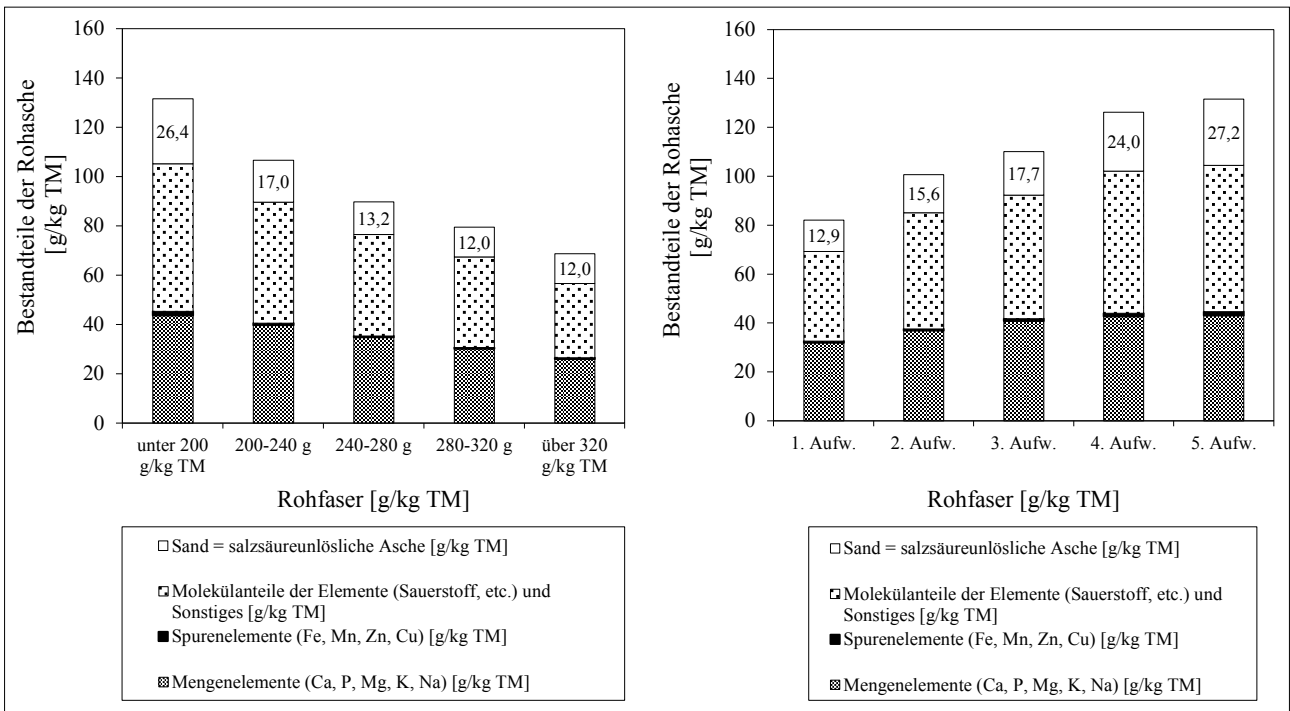 Bestandteile der Rohasche
[g/kg TM]
160
140
120
100
80
60
40
20
0
26,4
17,0
13,2
12,0
12,0
unter 200
g/kg TM
200-240 g
240-280 g
280-320 g
über 320
g/kg TM
Rohfaser [g/kg TM]
Sand = salzsäureunlösliche Asche [g/kg TM]
Molekülanteile der Elemente (Sauerstoff, etc.) und
Sonstiges [g/kg TM]
Spurenelemente (Fe, Mn, Zn, Cu) [g/kg TM]
Mengenelemente (Ca, P, Mg, K, Na) [g/kg TM]
Bestandteile der Rohasche
[g/kg TM]
160
140
120
100
80
60
40
20
0
12,9
15,6
17,7
24,0
27,2
1. Aufw.
2. Aufw.
3. Aufw.
4. Aufw.
5. Aufw.
Rohfaser [g/kg TM]
Sand = salzsäureunlösliche Asche [g/kg TM]
Molekülanteile der Elemente (Sauerstoff, etc.) und
Sonstiges [g/kg TM]
Spurenelemente (Fe, Mn, Zn, Cu) [g/kg TM]
Mengenelemente (Ca, P, Mg, K, Na) [g/kg TM]